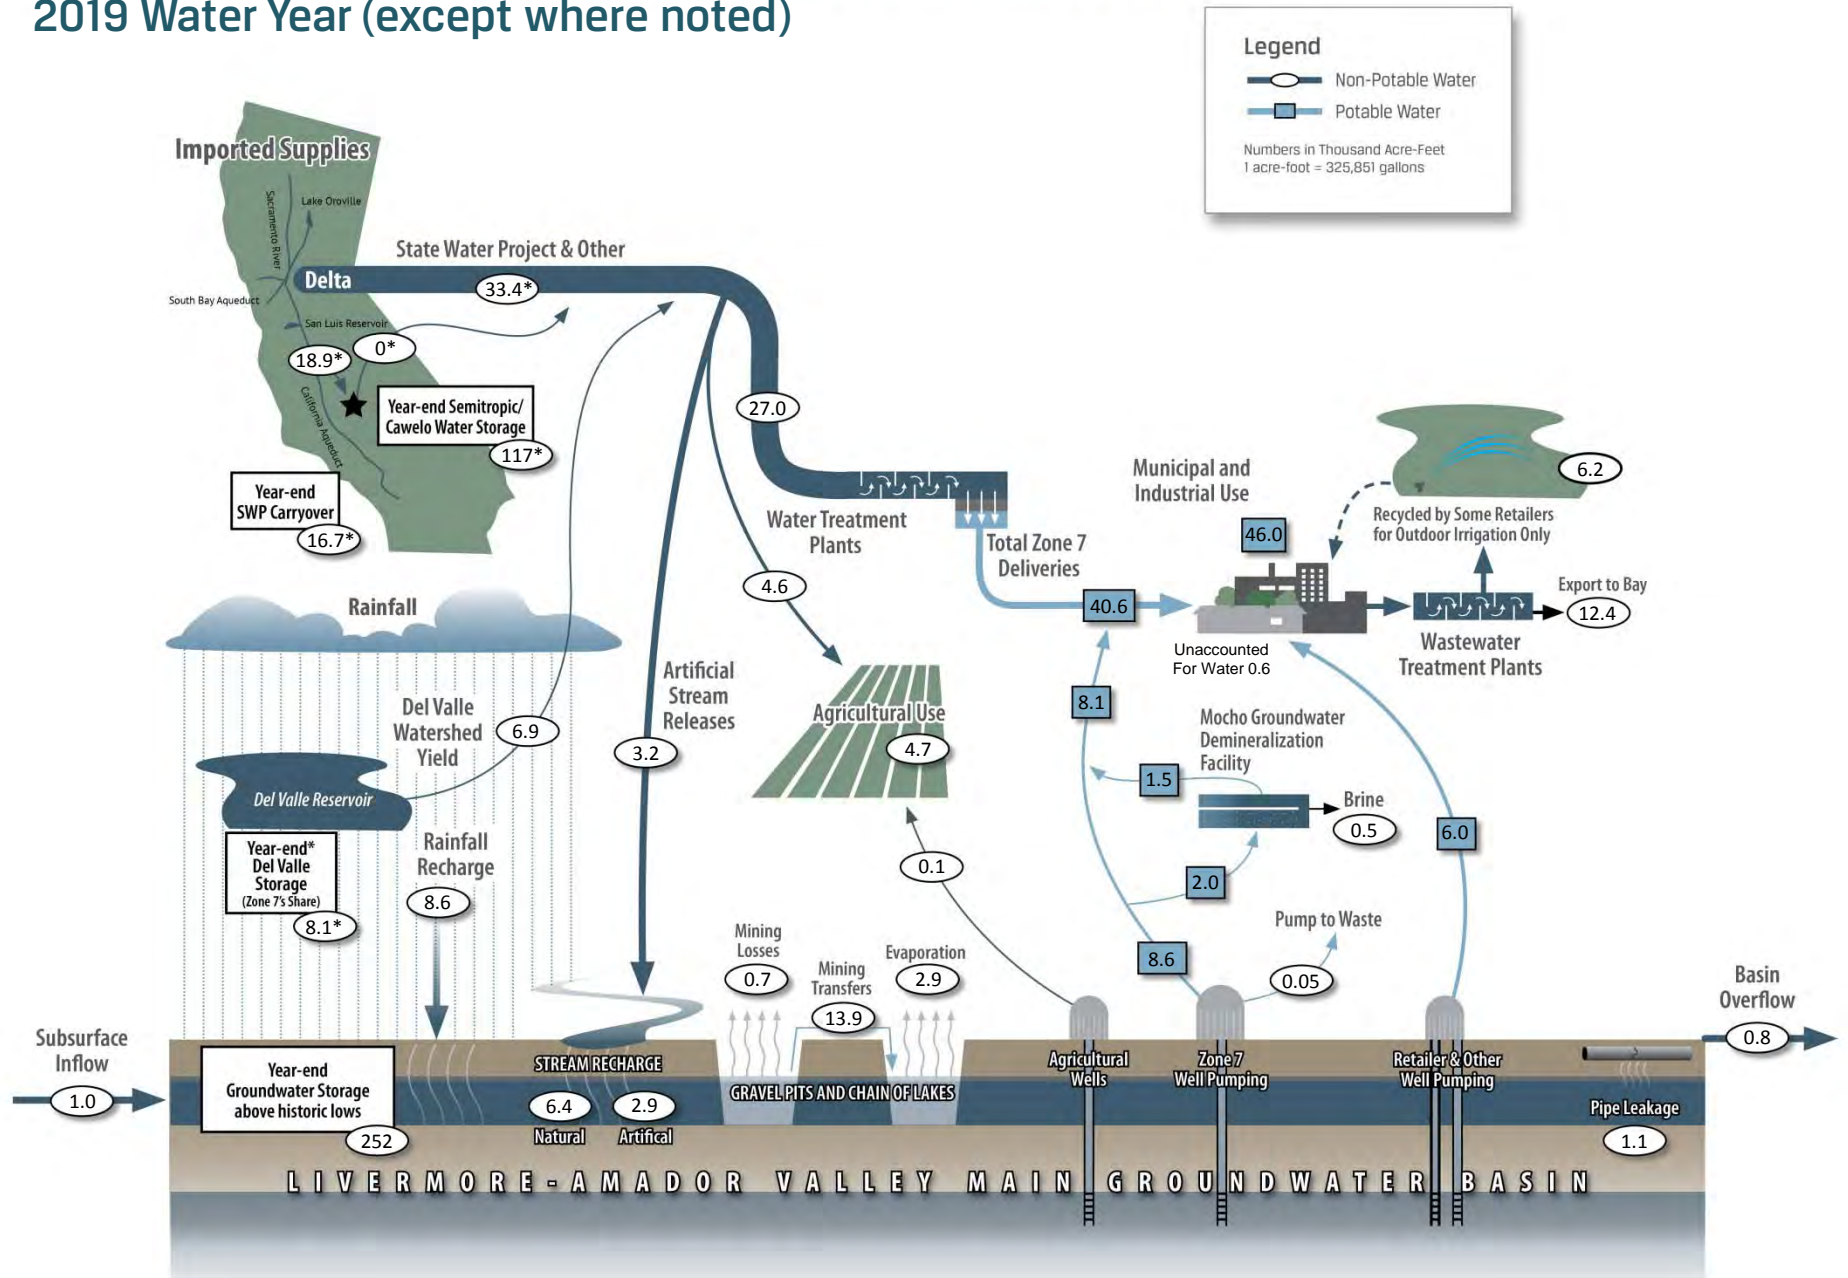 2019 Water Year (except where noted)
Legend
Non-Potable Water
Potable Water
Numbers in Thousand Acre-Feet
1 acre-foot = 325,851 gallons
Imported Supplies
Sacramento River
Lake Oroville
State Water Project & Other
Delta
33.4*
South Bay Aqueduct
San Luis Reservoir
18.9*
0*
California Aqueduct
Year-end Semitropic/
Cawelo Water Storage
117*
Year-end
SWP Carryover
16.7*
27.0
Water Treatment
Plants
Total Zone 7
Deliveries
40.6
Municipal and
Industrial Use
46.0
Unaccounted
For Water 0.6
6.2
Recycled by Some Retailers
for Outdoor Irrigation Only
Export to Bay
12.4
Wastewater
Treatment Plants
Rainfall
4.6
Artificial
Stream
Releases
3.2
Agricultural Use
4.7
Del Valle
Watershed
Yield
6.9
Del Valle Reservoir
Year-end*
Del Valle
Storage
(Zone 7's Share)
8.1*
Rainfall
Recharge
8.6
8.1
Mocho Groundwater
Demineralization
Facility
1.5
Brine
0.5
2.0
6.0
0.1
Pump to Waste
0.05
8.6
Mining
Losses
0.7
Mining
Transfers
13.9
Evaporation
2.9
Basin
Overflow
0.8
Subsurface
Inflow
1.0
Year-end
Groundwater Storage
above historic lows
252
STREAM RECHARGE
6.4
Natural
2.9
Artifical
GRAVEL PITS AND CHAIN OF LAKES
Agricultural
Wells
Zone 7
Well Pumping
Retailer & Other
Well Pumping
Pipe Leakage
1.1
LIVERMORE-AMADOR VALLEY MAIN GROUNDWATER BASIN